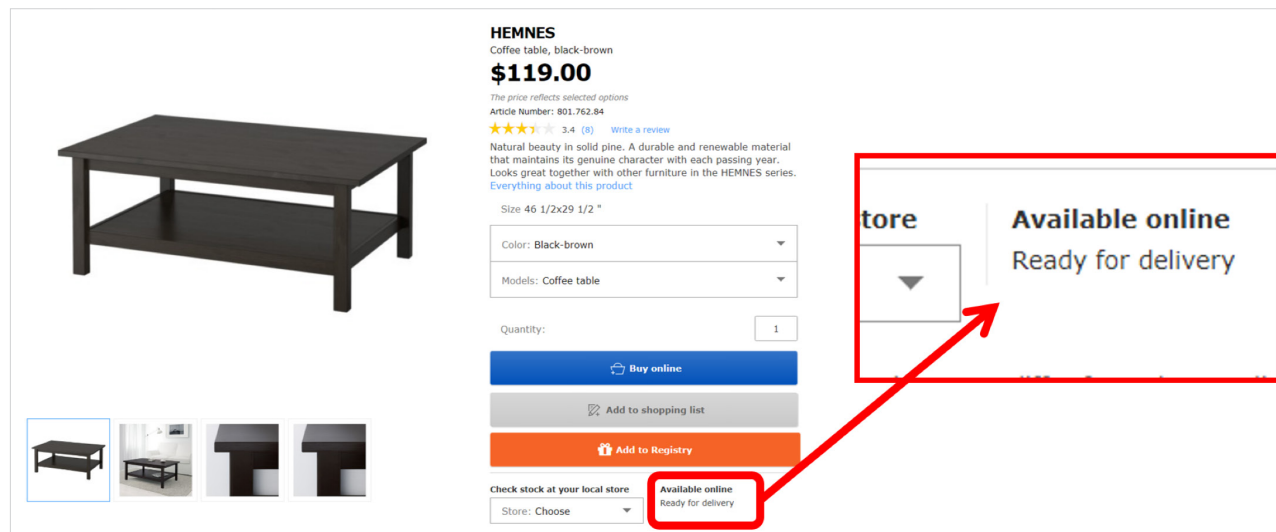 HEMNES
Coffee table, black-brown
$119.00
The price reflects selected options
Article Number: 801.762.84
3.4 (8) Write a review
Natural beauty in solid pine. A durable and renewable material
that maintains its genuine character with each passing year.
Looks great together with other furniture in the HEMNES series.
Everything about this product
Size 46 1/2x29 1/2 "
Color: Black-brown
Models: Coffee table
Quantity: 1
Buy online
Add to shopping list
Add to Registry
Check stock at your local store
Store: Choose
Available online
Ready for delivery
tore
Available online
Ready for delivery